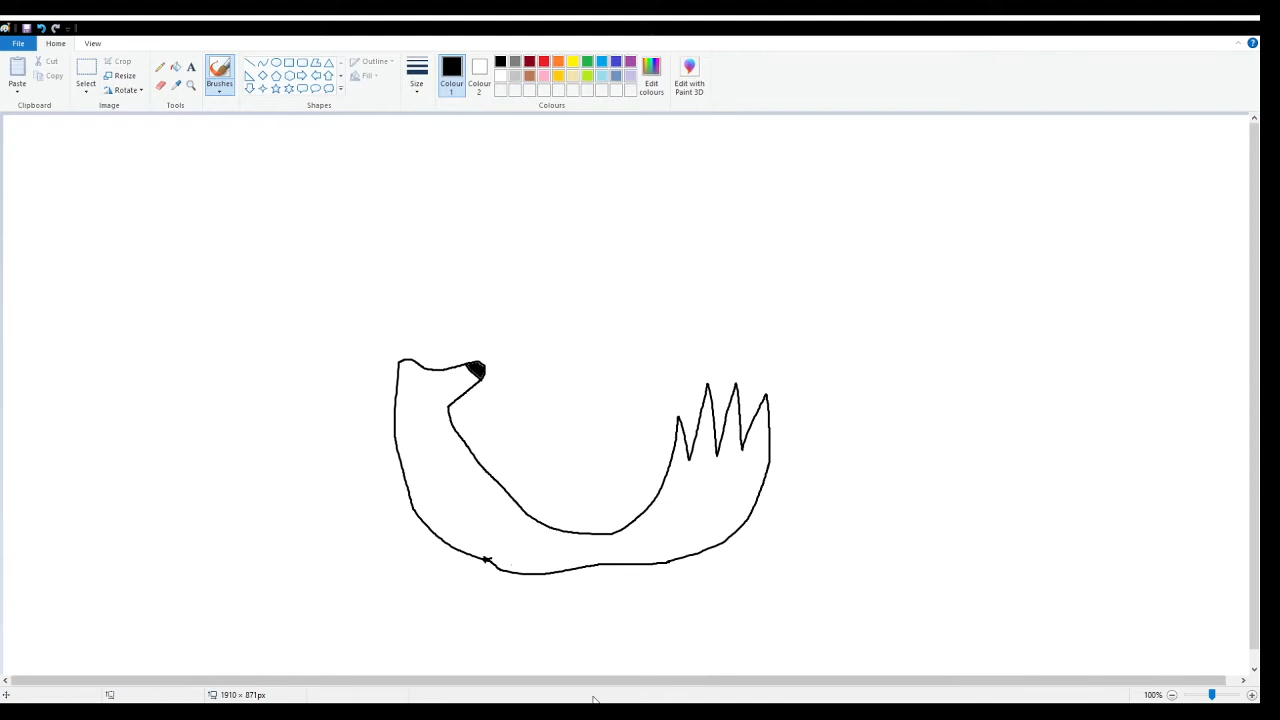 File Home View
Paste Cut Copy Clipboard
Select Crop Resize Rotate Image
Tools
Brushes
Outline Fill Shapes
Size
Colour 1 Colour 2 Edit colours Colours
Edit with Paint 3D
1910 × 871px 100%